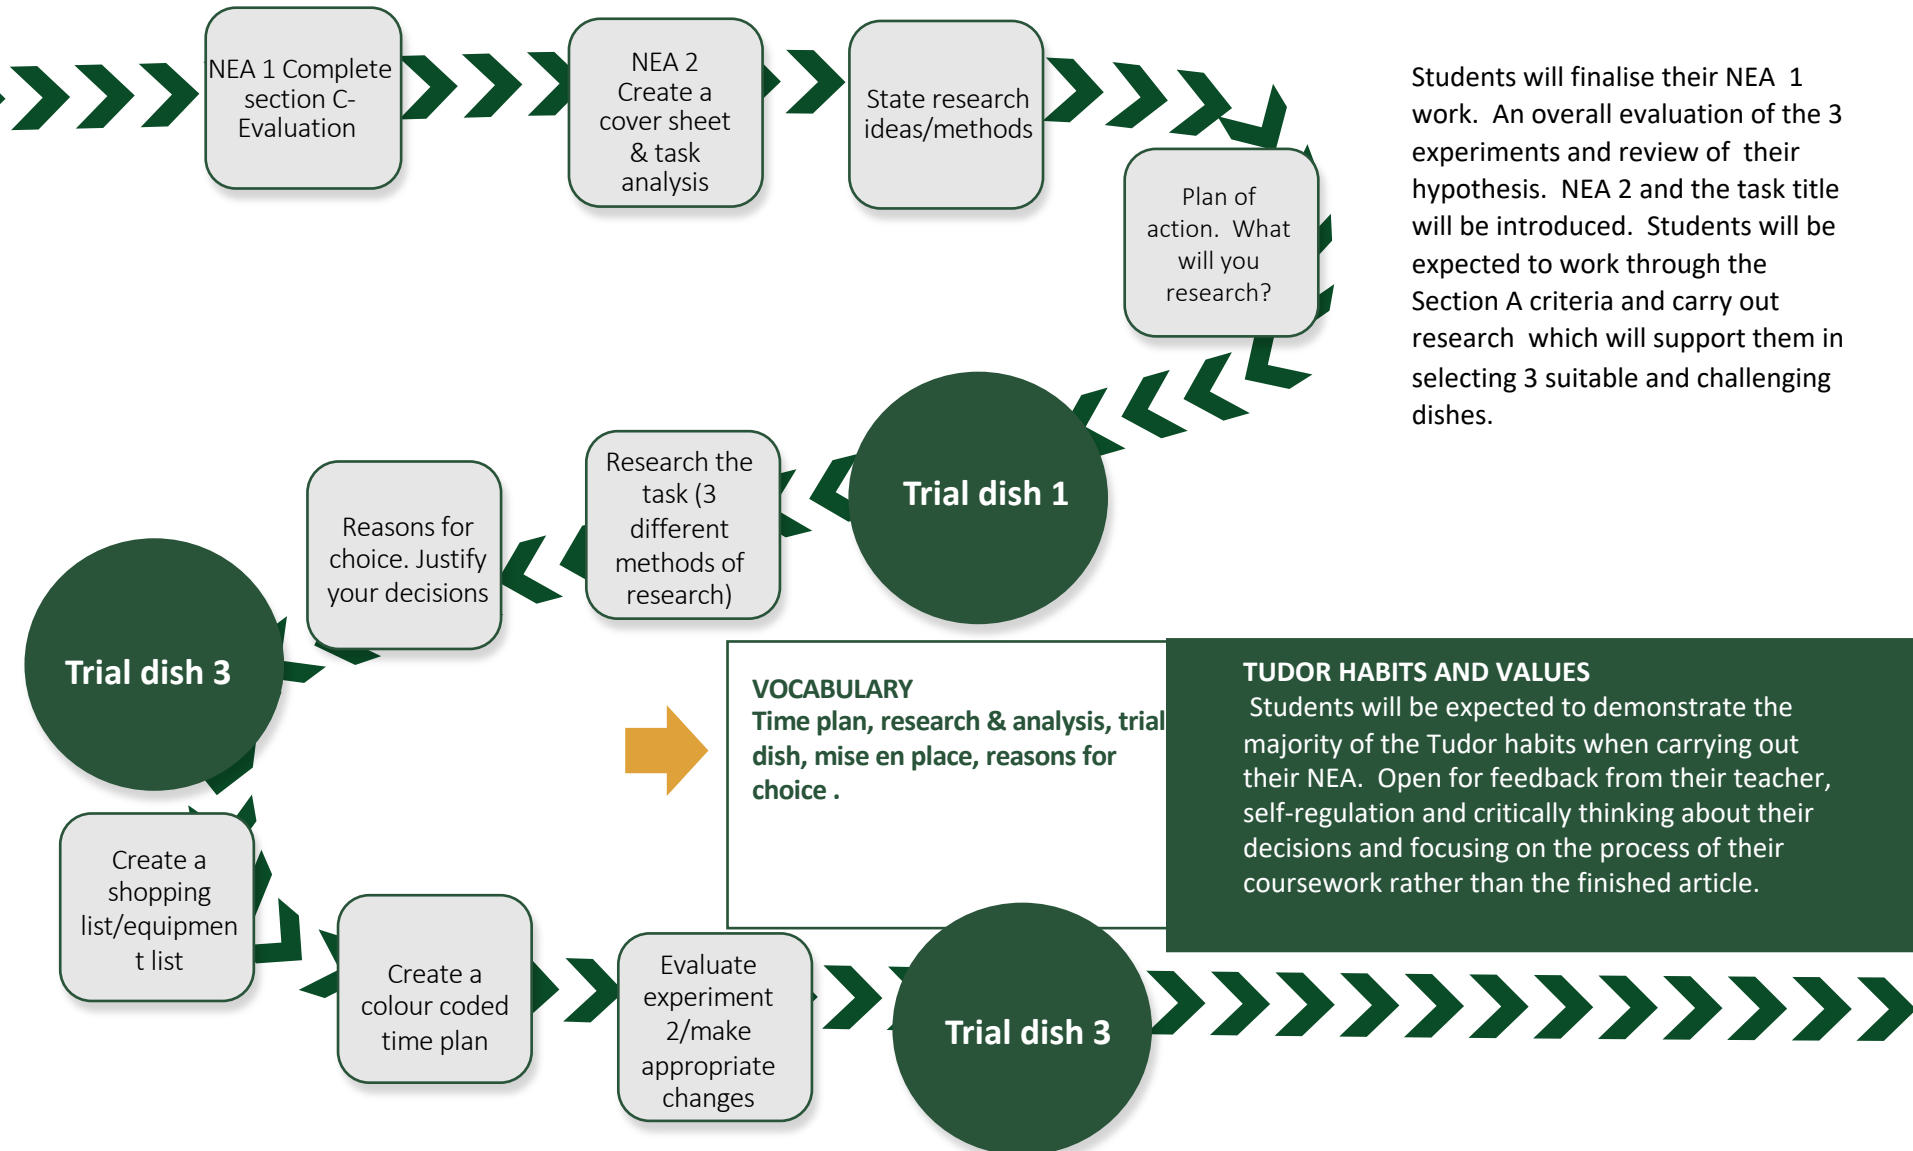 NEA 1 Complete
section C-
Evaluation
NEA 2
Create a
cover sheet
& task
analysis
State research
ideas/methods
Plan of
action.  What
will you
research?
Students will finalise their NEA  1
work.  An overall evaluation of the 3
experiments and review of  their
hypothesis.  NEA 2 and the task title
will be introduced.  Students will be
expected to work through the
Section A criteria and carry out
research  which will support them in
selecting 3 suitable and challenging
dishes.
Trial dish 1
Research the
task (3
different
methods of
research)
Reasons for
choice. Justify
your decisions
Trial dish 3
Create a
shopping
list/equipmen
t list
Create a
colour coded
time plan
Evaluate
experiment
2/make
appropriate
changes
Trial dish 3
VOCABULARY
Time plan, research & analysis, trial
dish, mise en place, reasons for
choice .
TUDOR HABITS AND VALUES
Students will be expected to demonstrate the
majority of the Tudor habits when carrying out
their NEA.  Open for feedback from their teacher,
self-regulation and critically thinking about their
decisions and focusing on the process of their
coursework rather than the finished article.